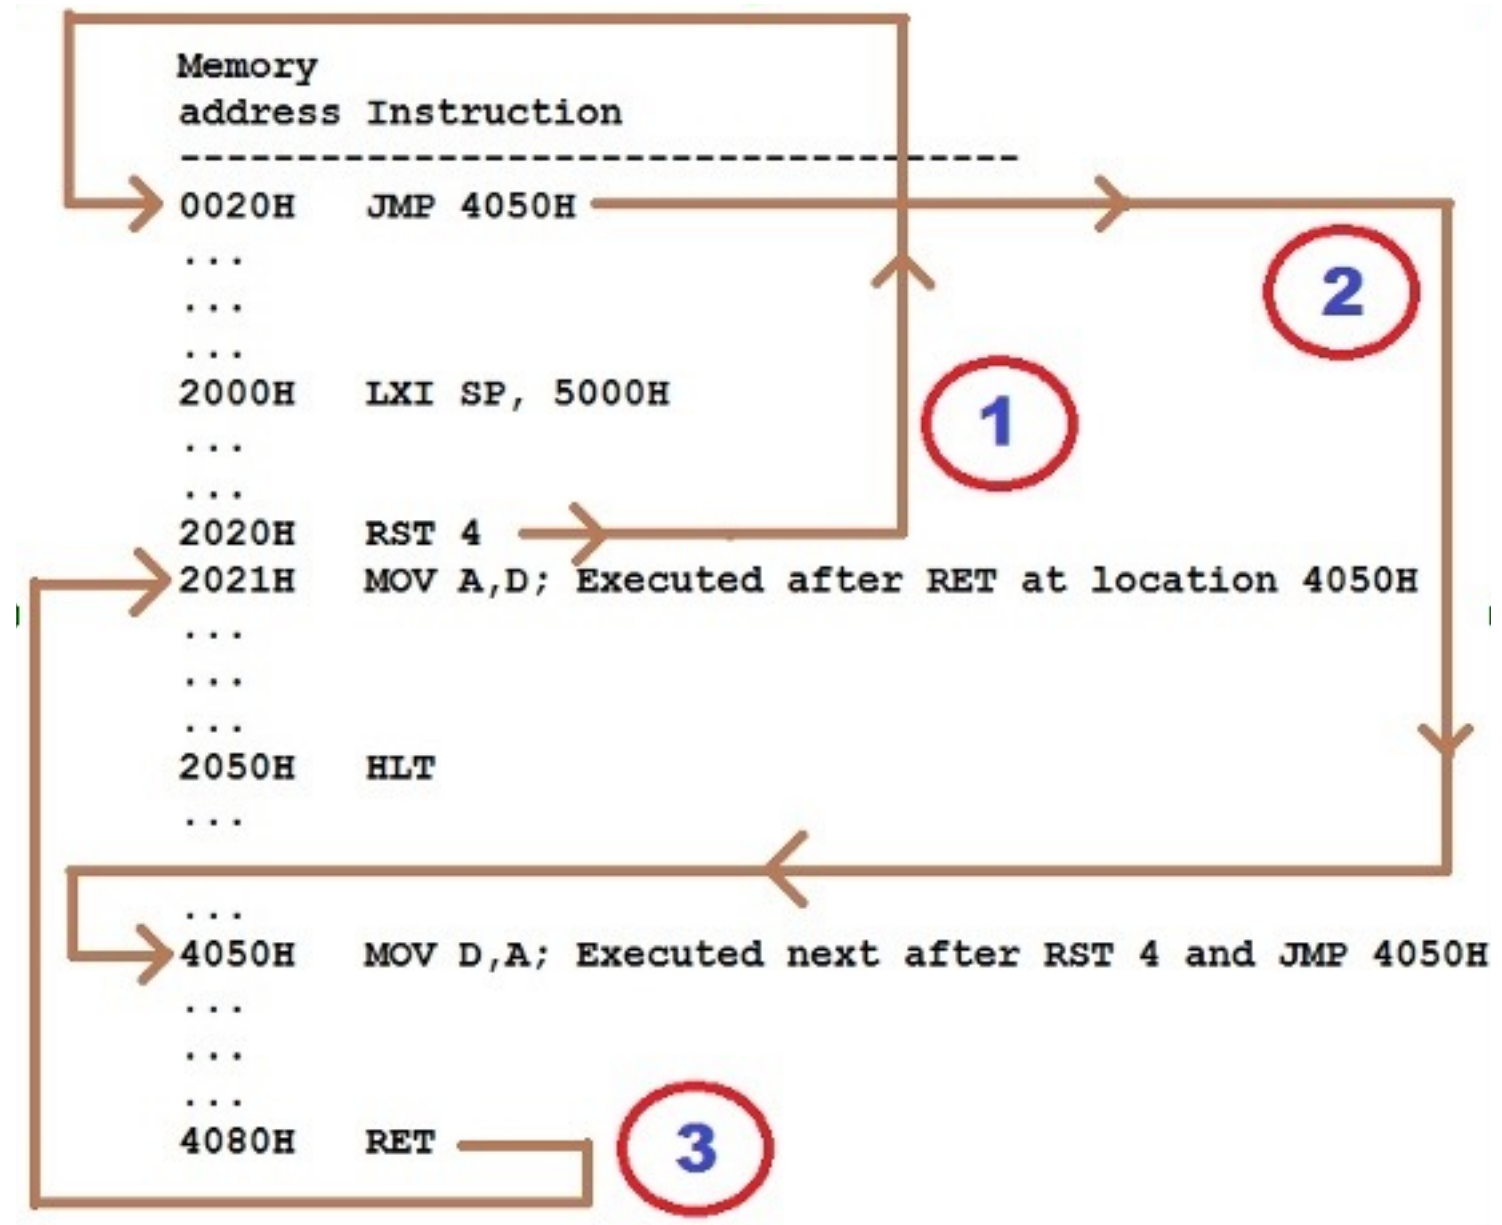 Memory
address Instruction
------------------------------------
0020H JMP 4050H
...
2
...
...
2000H LXI SP, 5000H
1
...
...
2020H RST 4
2021H MOV A,D; Executed after RET at location 4050H
...
...
...
2050H HLT
...
...
4050H MOV D,A; Executed next after RST 4 and JMP 4050H
...
...
...
4080H RET
3